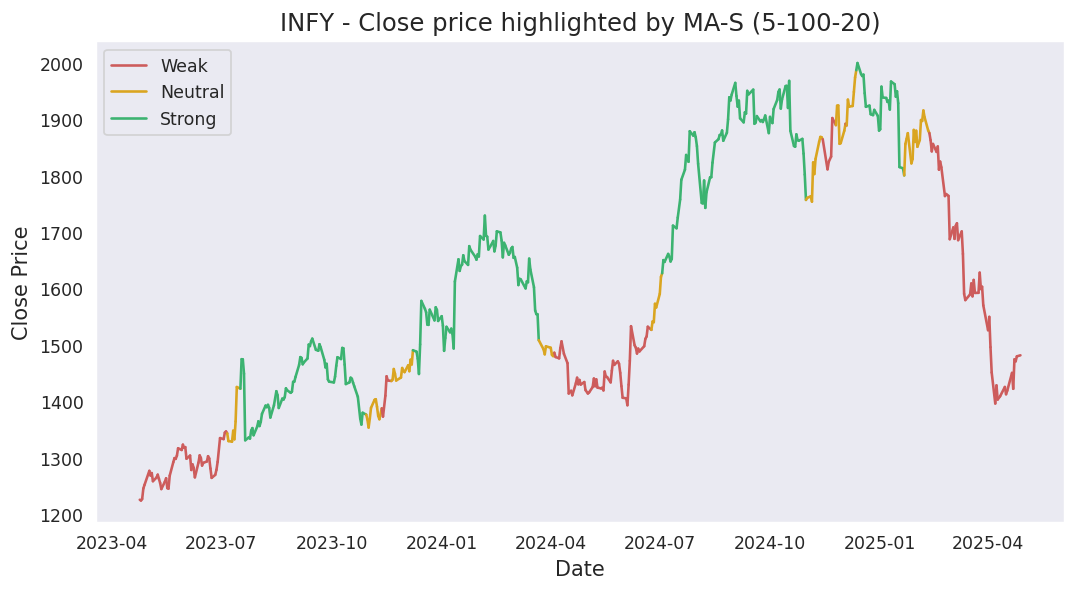 INFY - Close price highlighted by MA-S (5-100-20)
Weak
Neutral
Strong
Close Price
2000
1900
1800
1700
1600
1500
1400
1300
1200
2023-04 2023-07 2023-10 2024-01 2024-04 2024-07 2024-10 2025-01 2025-04
Date